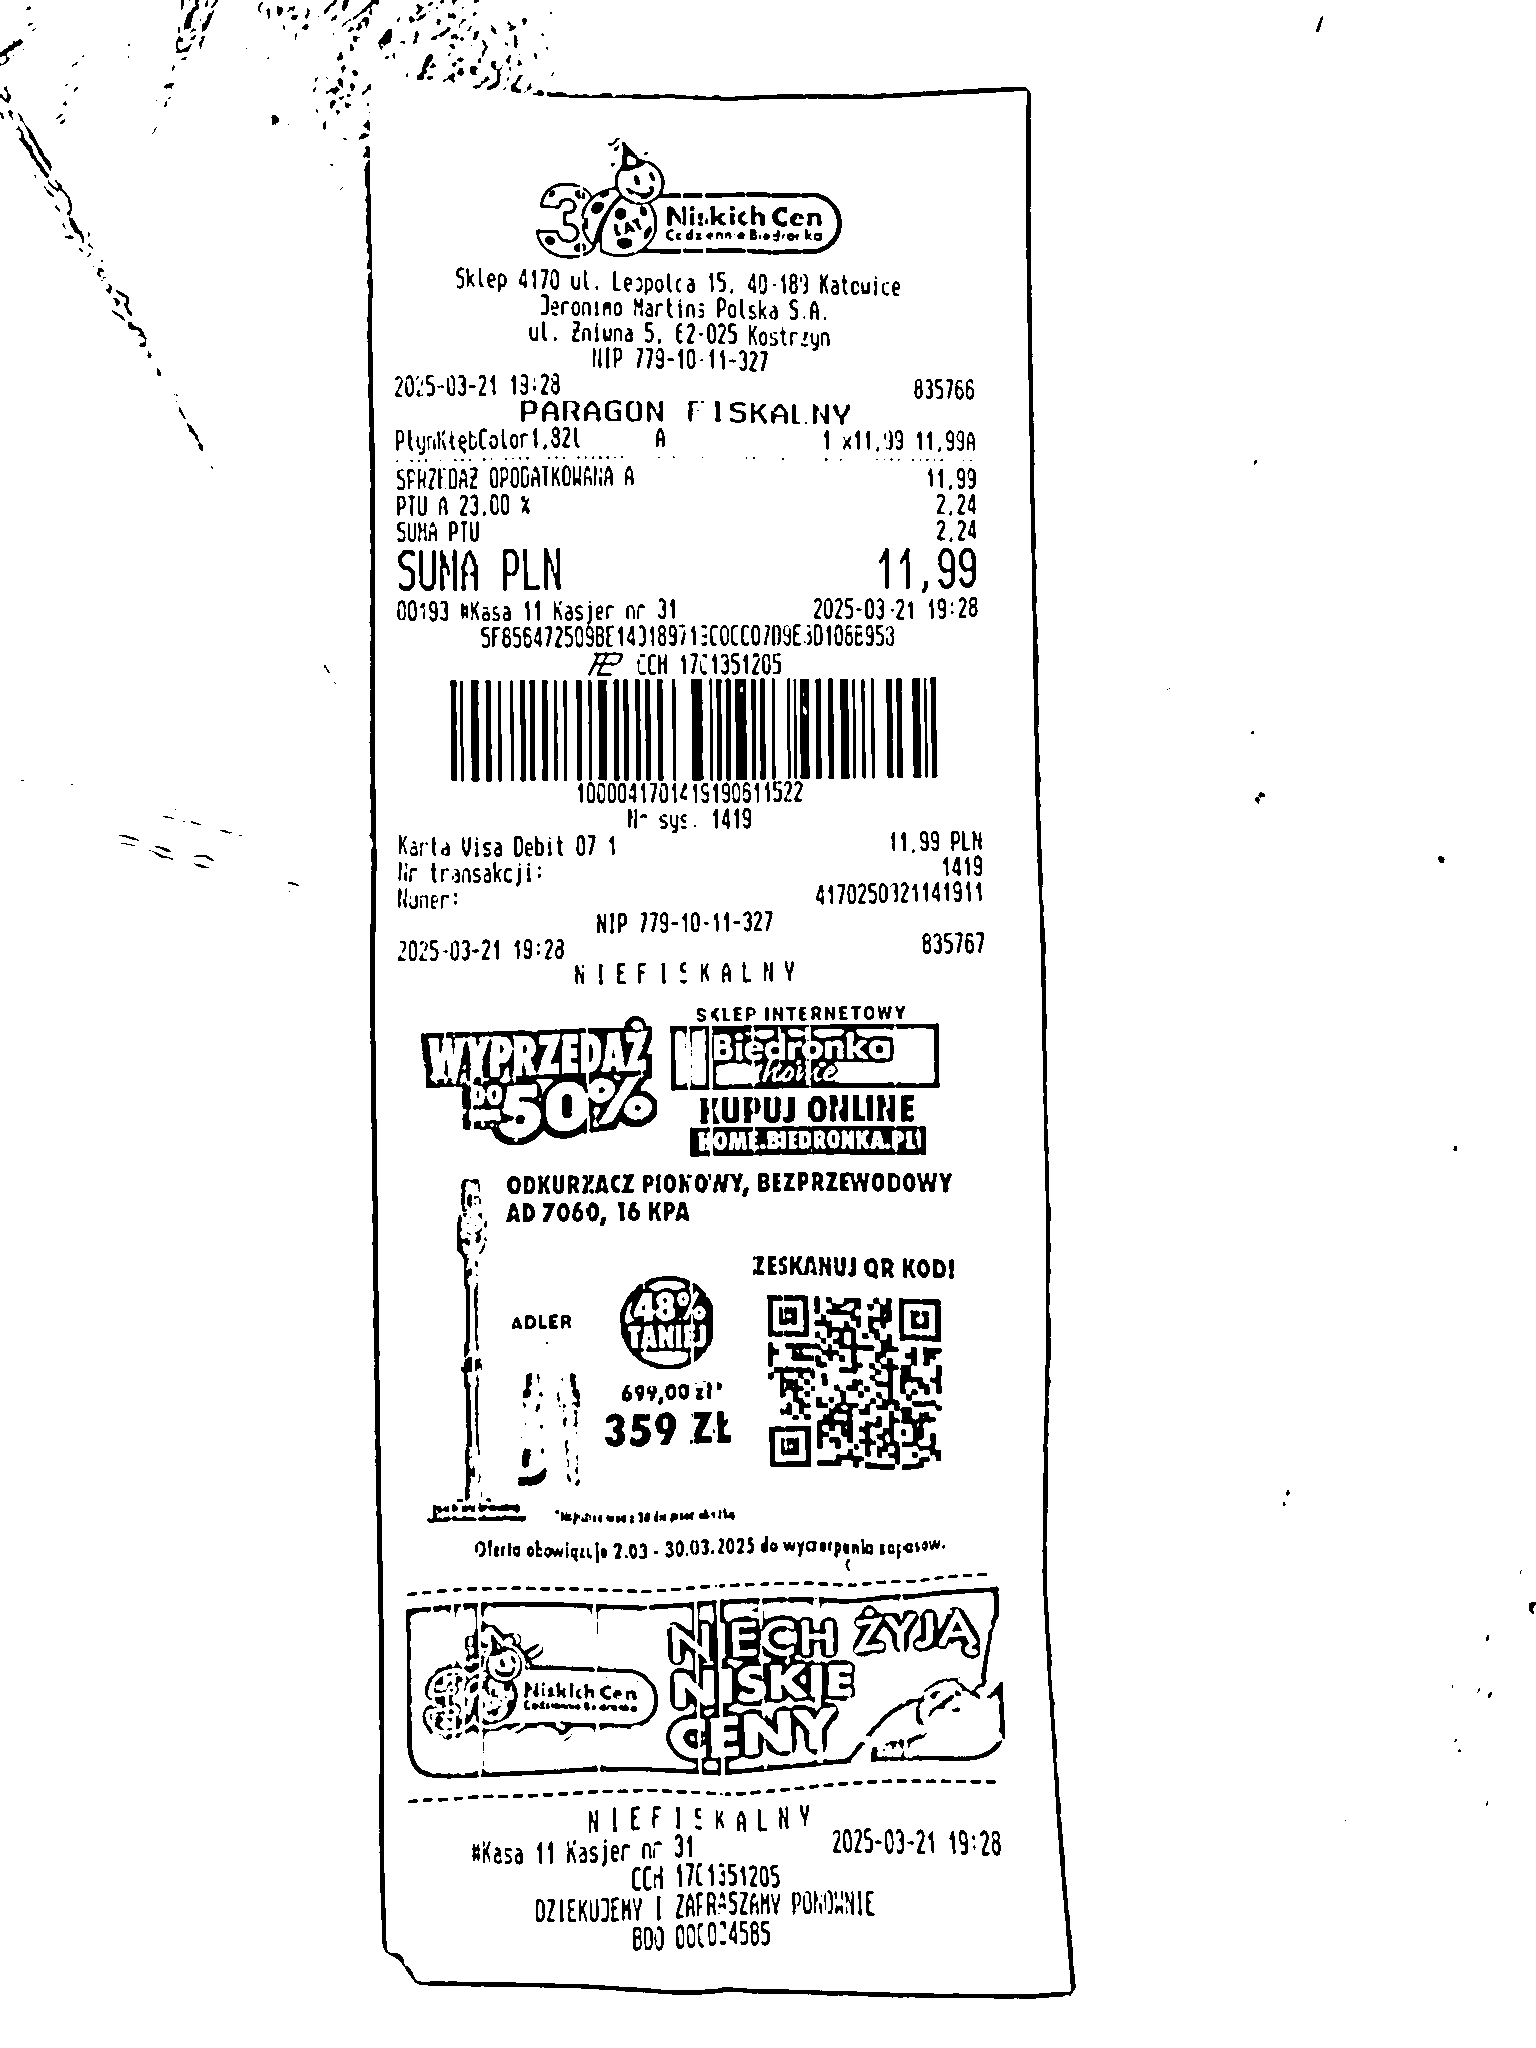 30 LAT
Niskich Cen
Codziennie Biedronka
Sklep 4170 ul. Leopolda 15, 40-189 Katowice
Jeronimo Martins Polska S.A.
ul. Żniwna 5, 62-025 Kostrzyn
NIP 779-10-11-327
2025-03-21 19:28 835766
PARAGON FISKALNY
PłynKłębColor1,82l A 1 x11,99 11,99A
SPRZEDAŻ OPODATKOWANA A 11,99
PTU A 23,00 % 2,24
SUMA PTU 2,24
SUMA PLN 11,99
00193 #Kasa 11 Kasjer nr 31 2025-03-21 19:28
CCH 1701351205
Nr sys. 1419
Karta Visa Debit 07 1 11,99 PLN
Nr transakcji: 1419
Numer: 4170250321141911
NIP 779-10-11-327
2025-03-21 19:28 835767
NIEFISKALNY
WYPRZEDAŻ
DO
-50%
SKLEP INTERNETOWY
Biedronka
Home
KUPUJ ONLINE
HOME.BIEDRONKA.PL
ODKURZACZ PIONOWY, BEZPRZEWODOWY
AD 7060, 16 KPA
ZESKANUJ QR KOD!
ADLER
48%
TANIEJ
699,00 zł*
359 ZŁ
Oferta obowiązuje 2.03 - 30.03.2025 do wyczerpania zapasów.
NIECH ŻYJĄ
NISKIE
CENY
Niskich Cen
Codziennie Biedronka
NIEFISKALNY
#Kasa 11 Kasjer nr 31 2025-03-21 19:28
CCH 1701351205
DZIEKUJEMY I ZAPRASZAMY PONOWNIE
BDO